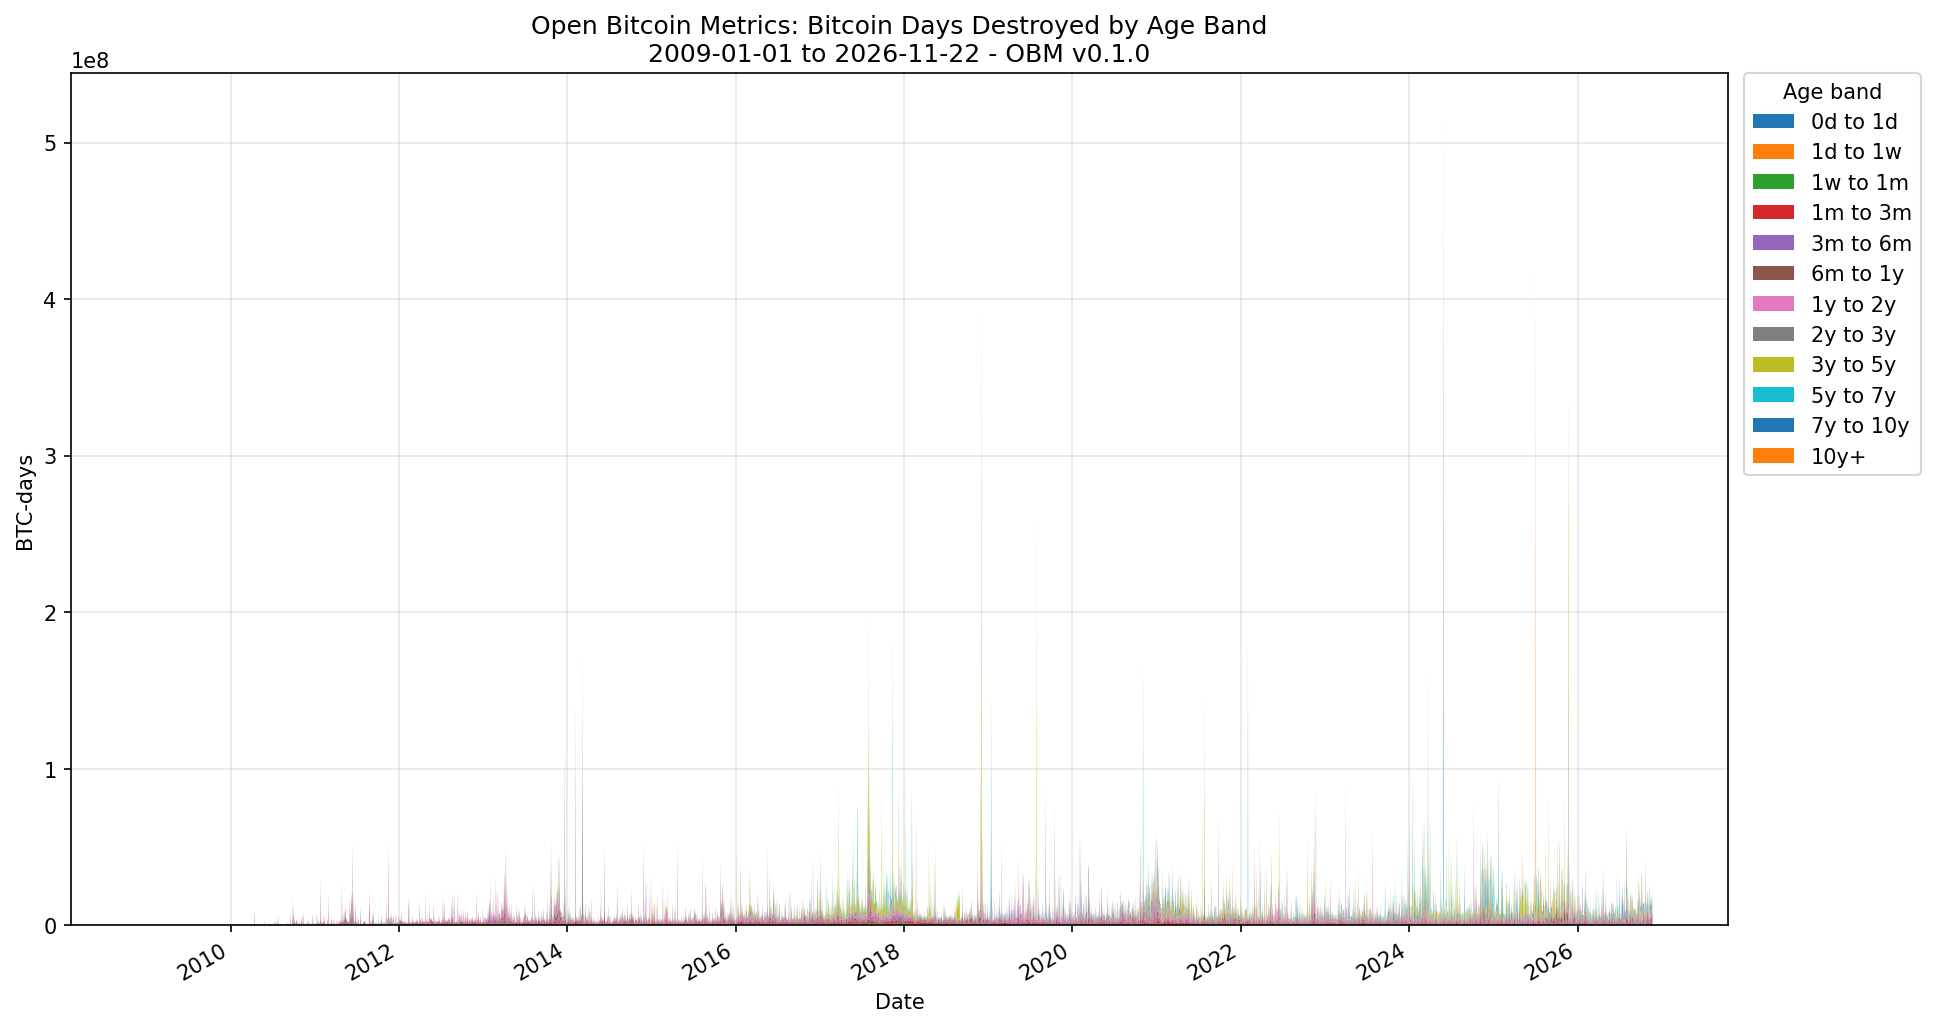 Open Bitcoin Metrics: Bitcoin Days Destroyed by Age Band
2009-01-01 to 2026-11-22 - OBM v0.1.0
1e8
5
4
3
2
1
0
BTC-days
2010
2012
2014
2016
2018
2020
2022
2024
2026
Date
Age band
0d to 1d
1d to 1w
1w to 1m
1m to 3m
3m to 6m
6m to 1y
1y to 2y
2y to 3y
3y to 5y
5y to 7y
7y to 10y
10y+